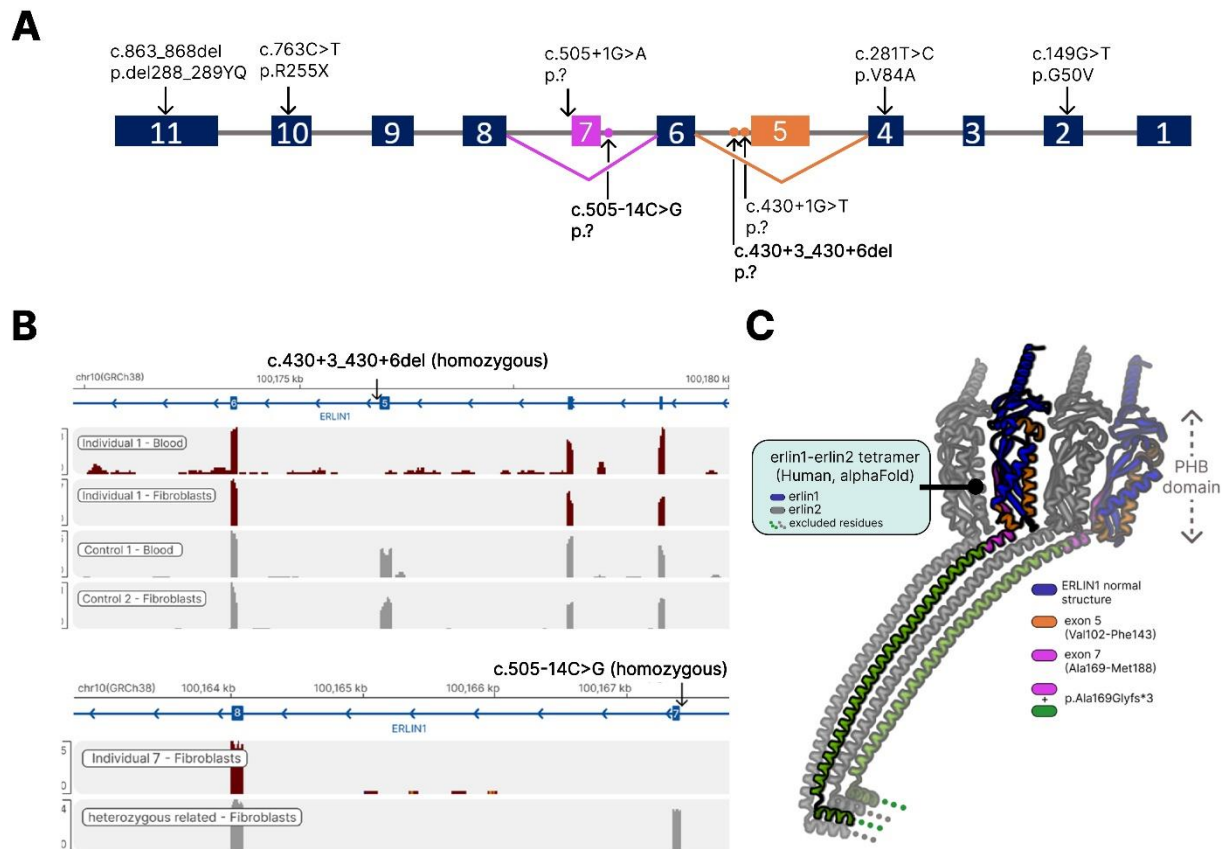 A
c.863_868del
p.del288_289YQ
c.763C>T
p.R255X
c.505+1G>A
p.?
c.281T>C
p.V84A
c.149G>T
p.G50V
11 10 9 8 7 6 5 4 3 2 1
c.505-14C>G
p.?
c.430+1G>T
p.?
c.430+3_430+6del
p.?
B
c.430+3_430+6del (homozygous)
chr10(GRCh38) 100,175 kb 100,180 kb
6 5
ERLIN1
Individual 1 - Blood
Individual 1 - Fibroblasts
Control 1 - Blood
Control 2 - Fibroblasts
c.505-14C>G (homozygous)
chr10(GRCh38) 100,164 kb 100,165 kb 100,166 kb 100,167 kb
8 7
ERLIN1
Individual 7 - Fibroblasts
heterozygous related - Fibroblasts
C
erlin1-erlin2 tetramer
(Human, alphaFold)
erlin1
erlin2
excluded residues
PHB
domain
ERLIN1 normal
structure
exon 5
(Val102-Phe143)
exon 7
(Ala169-Met188)
+ p.Ala169Glyfs*3